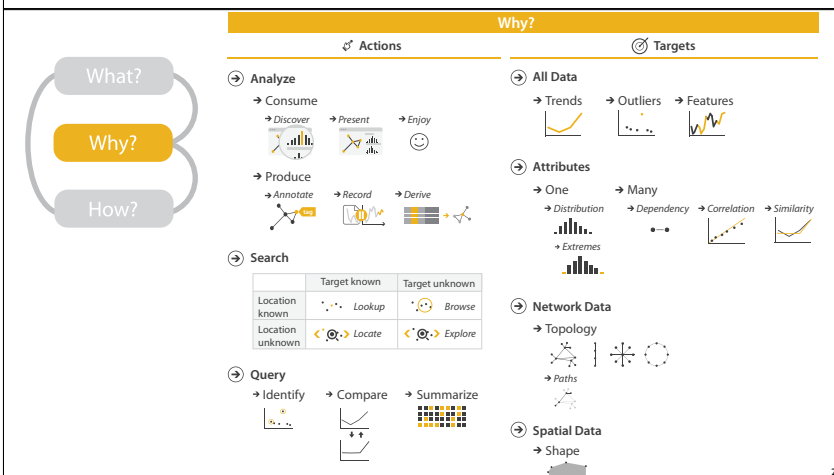 Why?
What?
Why?
How?
Actions
Analyze
Consume
Discover
Present
Enjoy
Produce
Annotate
Record
Derive
tag
Search
Target known
Target unknown
Location known
Lookup
Browse
Location unknown
Locate
Explore
Query
Identify
Compare
Summarize
Targets
All Data
Trends
Outliers
Features
Attributes
One
Many
Distribution
Dependency
Correlation
Similarity
Extremes
Network Data
Topology
Paths
Spatial Data
Shape